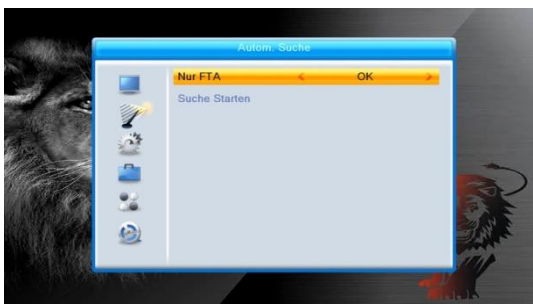 Autom. Suche
Nur FTA < OK >
Suche Starten